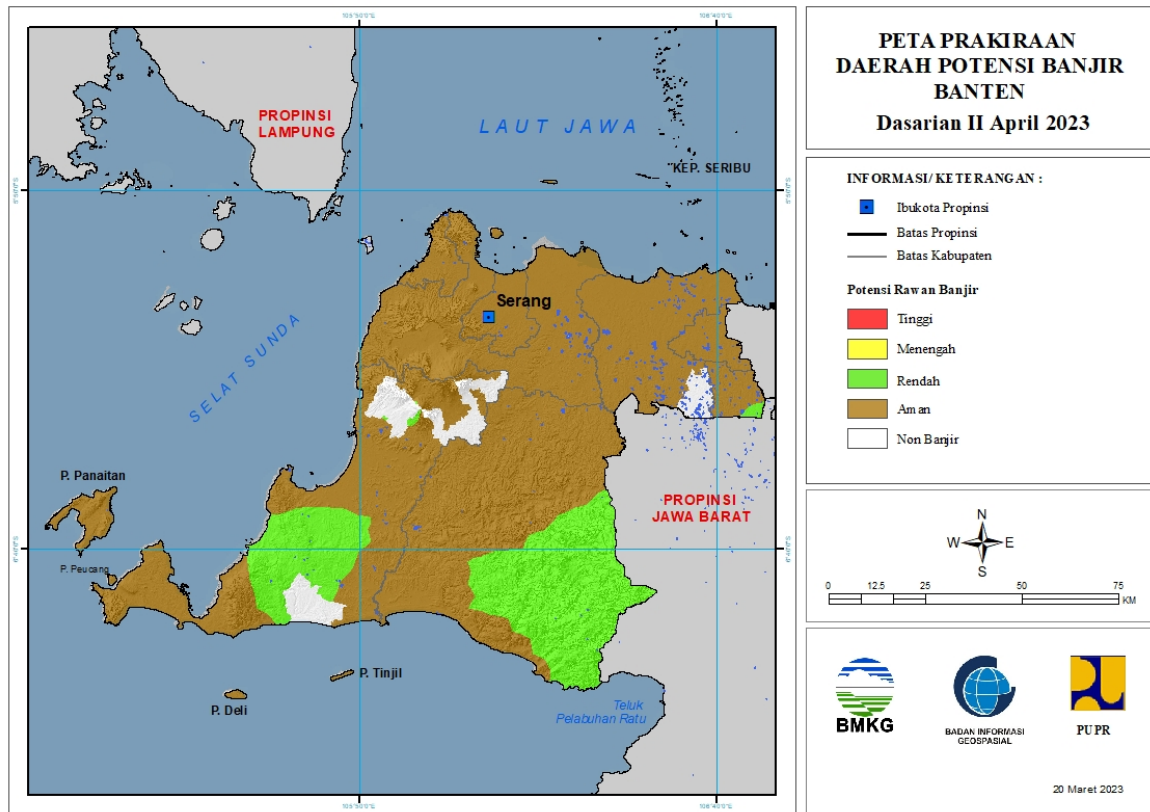 PETA PRAKIRAAN
DAERAH POTENSI BANJIR
BANTEN
Dasarian II April 2023
INFORMASI/ KETERANGAN :
Ibukota Propinsi
Batas Propinsi
Batas Kabupaten
Potensi Rawan Banjir
Tinggi
Menengah
Rendah
Aman
Non Banjir
N
W E
S
0 12.5 25 50 75
KM
BMKG
BADAN INFORMASI
GEOSPASIAL
PUPR
20 Maret 2023
PROPINSI
LAMPUNG
LAUT JAWA
KEP. SERIBU
Serang
SELAT SUNDA
P. Panaitan
P. Peucang
PROPINSI
JAWA BARAT
P. Tinjil
P. Deli
Teluk
Pelabuhan Ratu